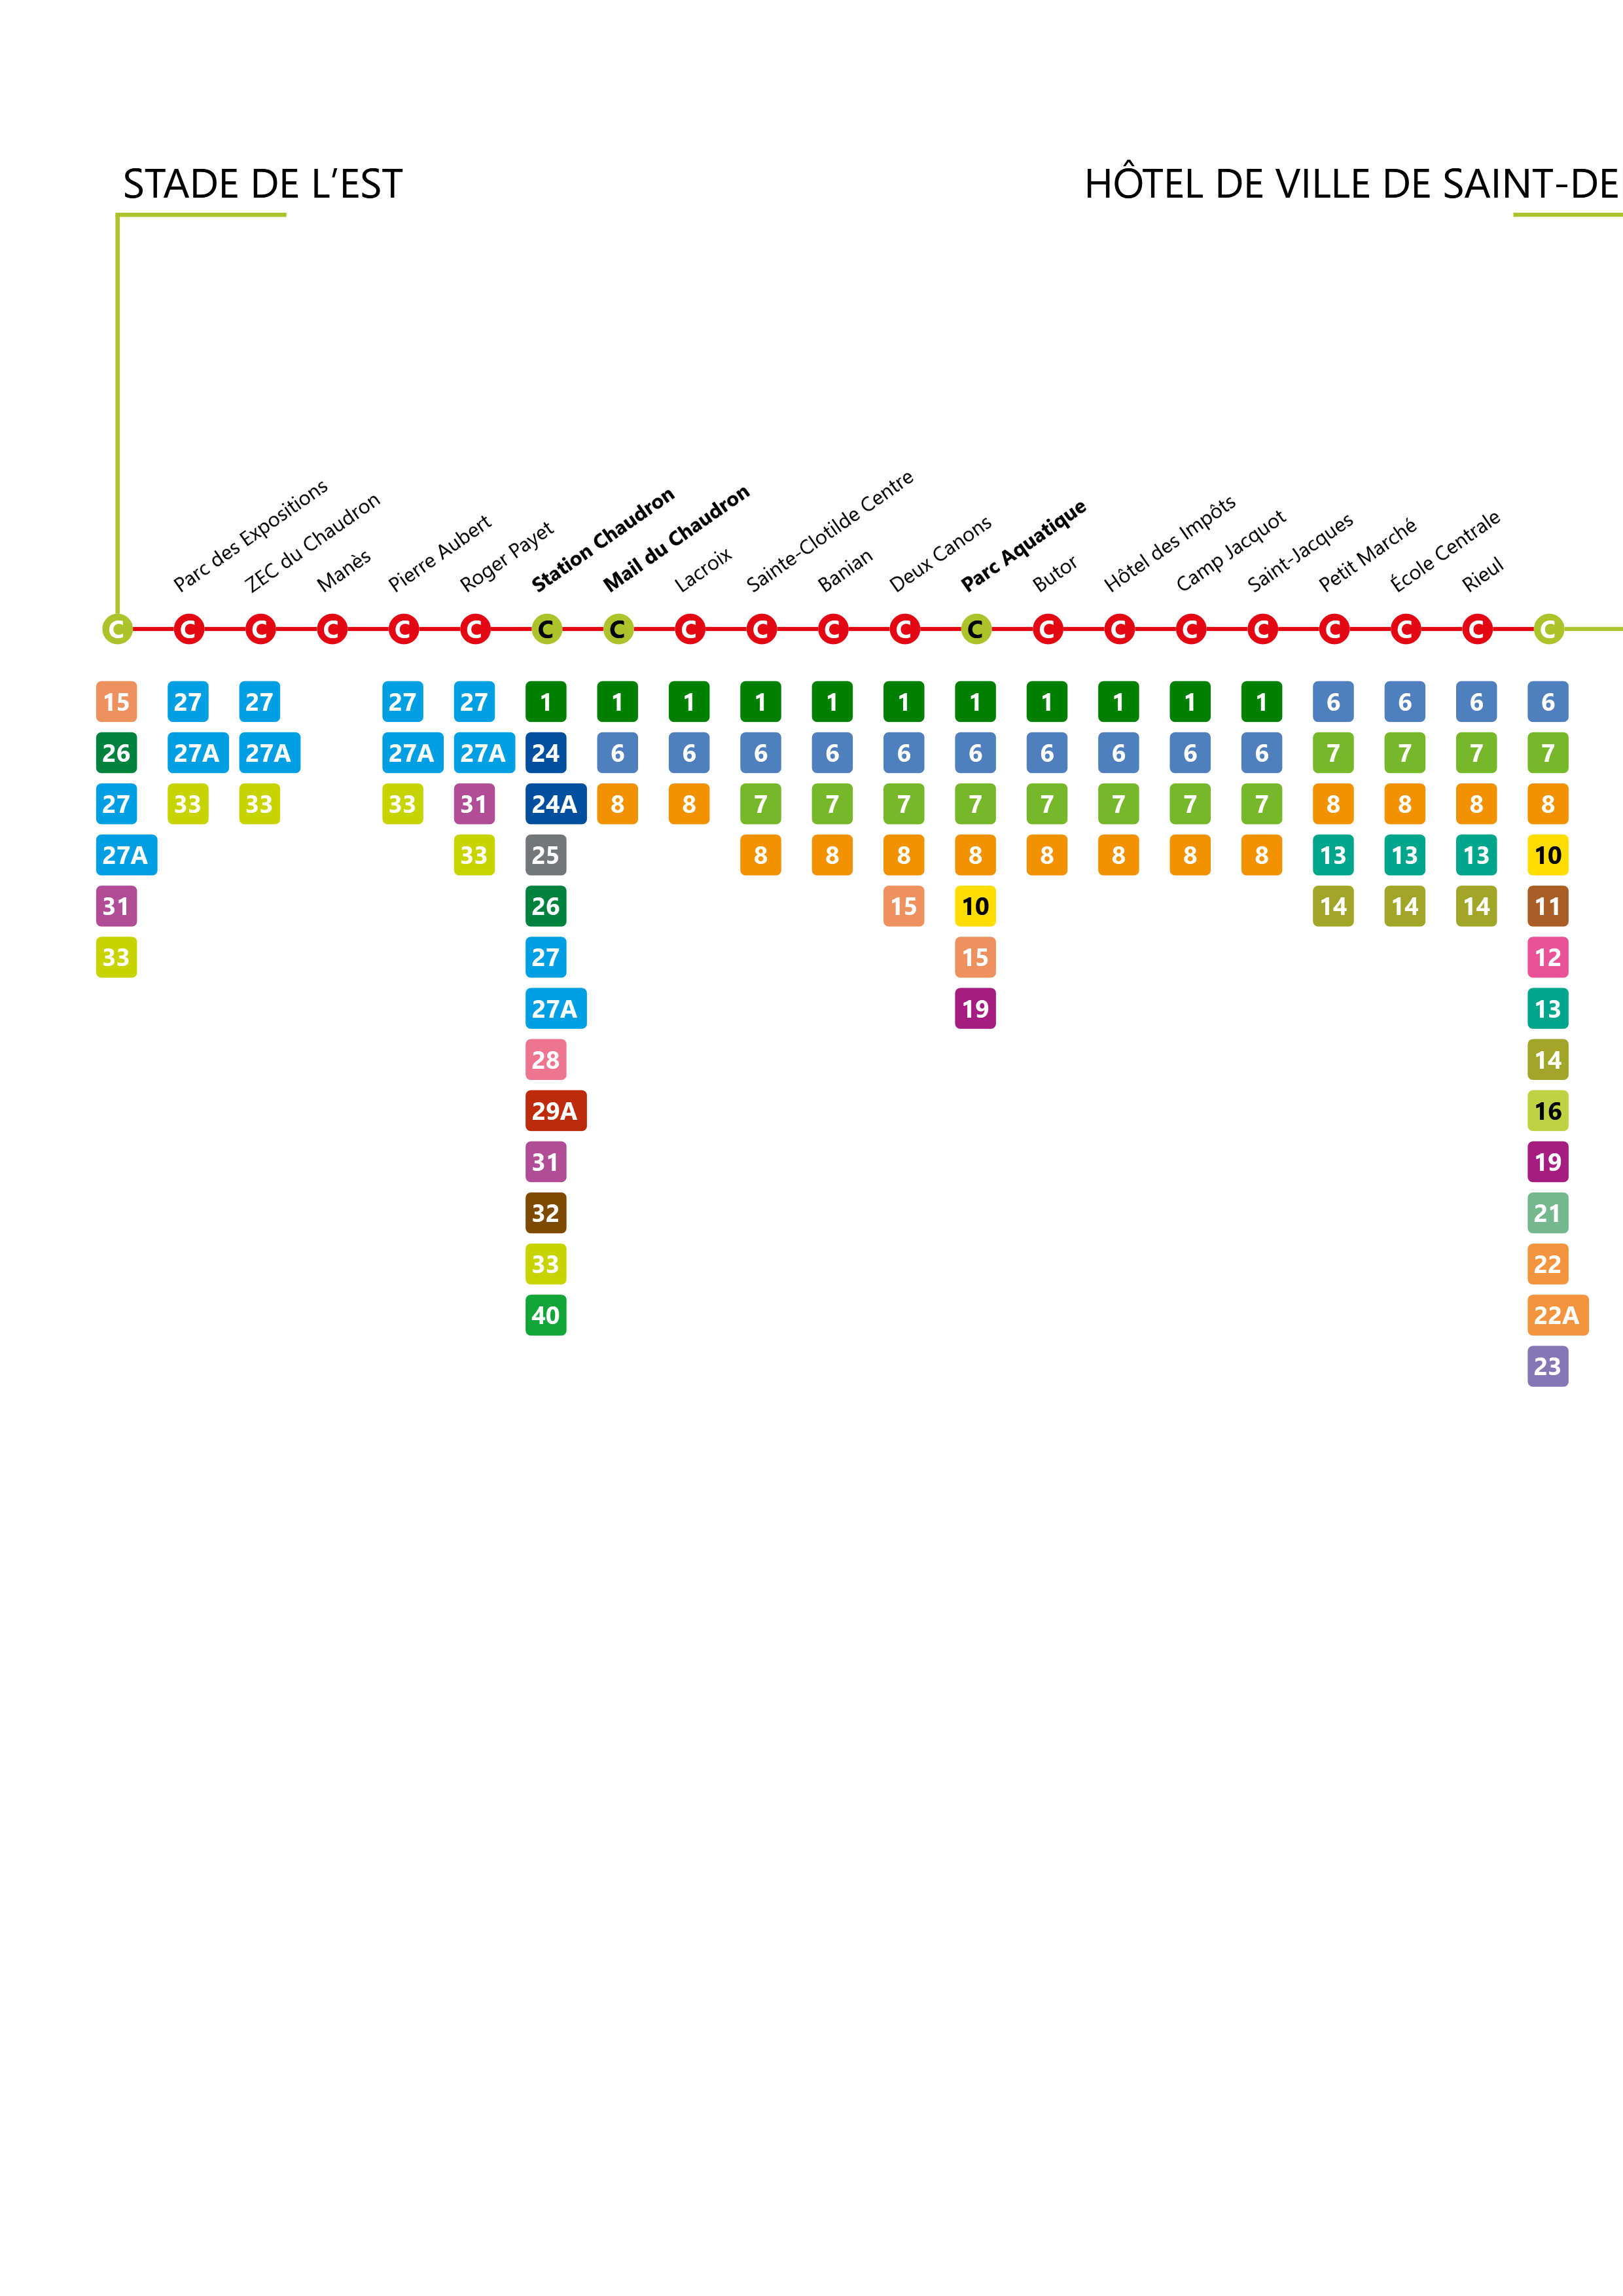 STADE DE L’EST
HÔTEL DE VILLE DE SAINT-DE
Parc des Expositions
ZEC du Chaudron
Manès
Pierre Aubert
Roger Payet
Station Chaudron
Mail du Chaudron
Lacroix
Sainte-Clotilde Centre
Banian
Deux Canons
Parc Aquatique
Butor
Hôtel des Impôts
Camp Jacquot
Saint-Jacques
Petit Marché
École Centrale
Rieul
C C C C C C C C C C C C C C C C C C C C C
15 27 27 27 27 1 1 1 1 1 1 1 1 1 1 1 6 6 6 6
26 27A 27A 27A 27A 24 6 6 6 6 6 6 6 6 6 6 7 7 7 7
27 33 33 33 31 24A 8 8 7 7 7 7 7 7 7 7 8 8 8 8
27A 33 25 8 8 8 8 8 8 8 8 13 13 13 10
31 26 15 10 14 14 14 11
33 27 15 12
27A 19 13
28 14
29A 16
31 19
32 21
33 22
40 22A
23